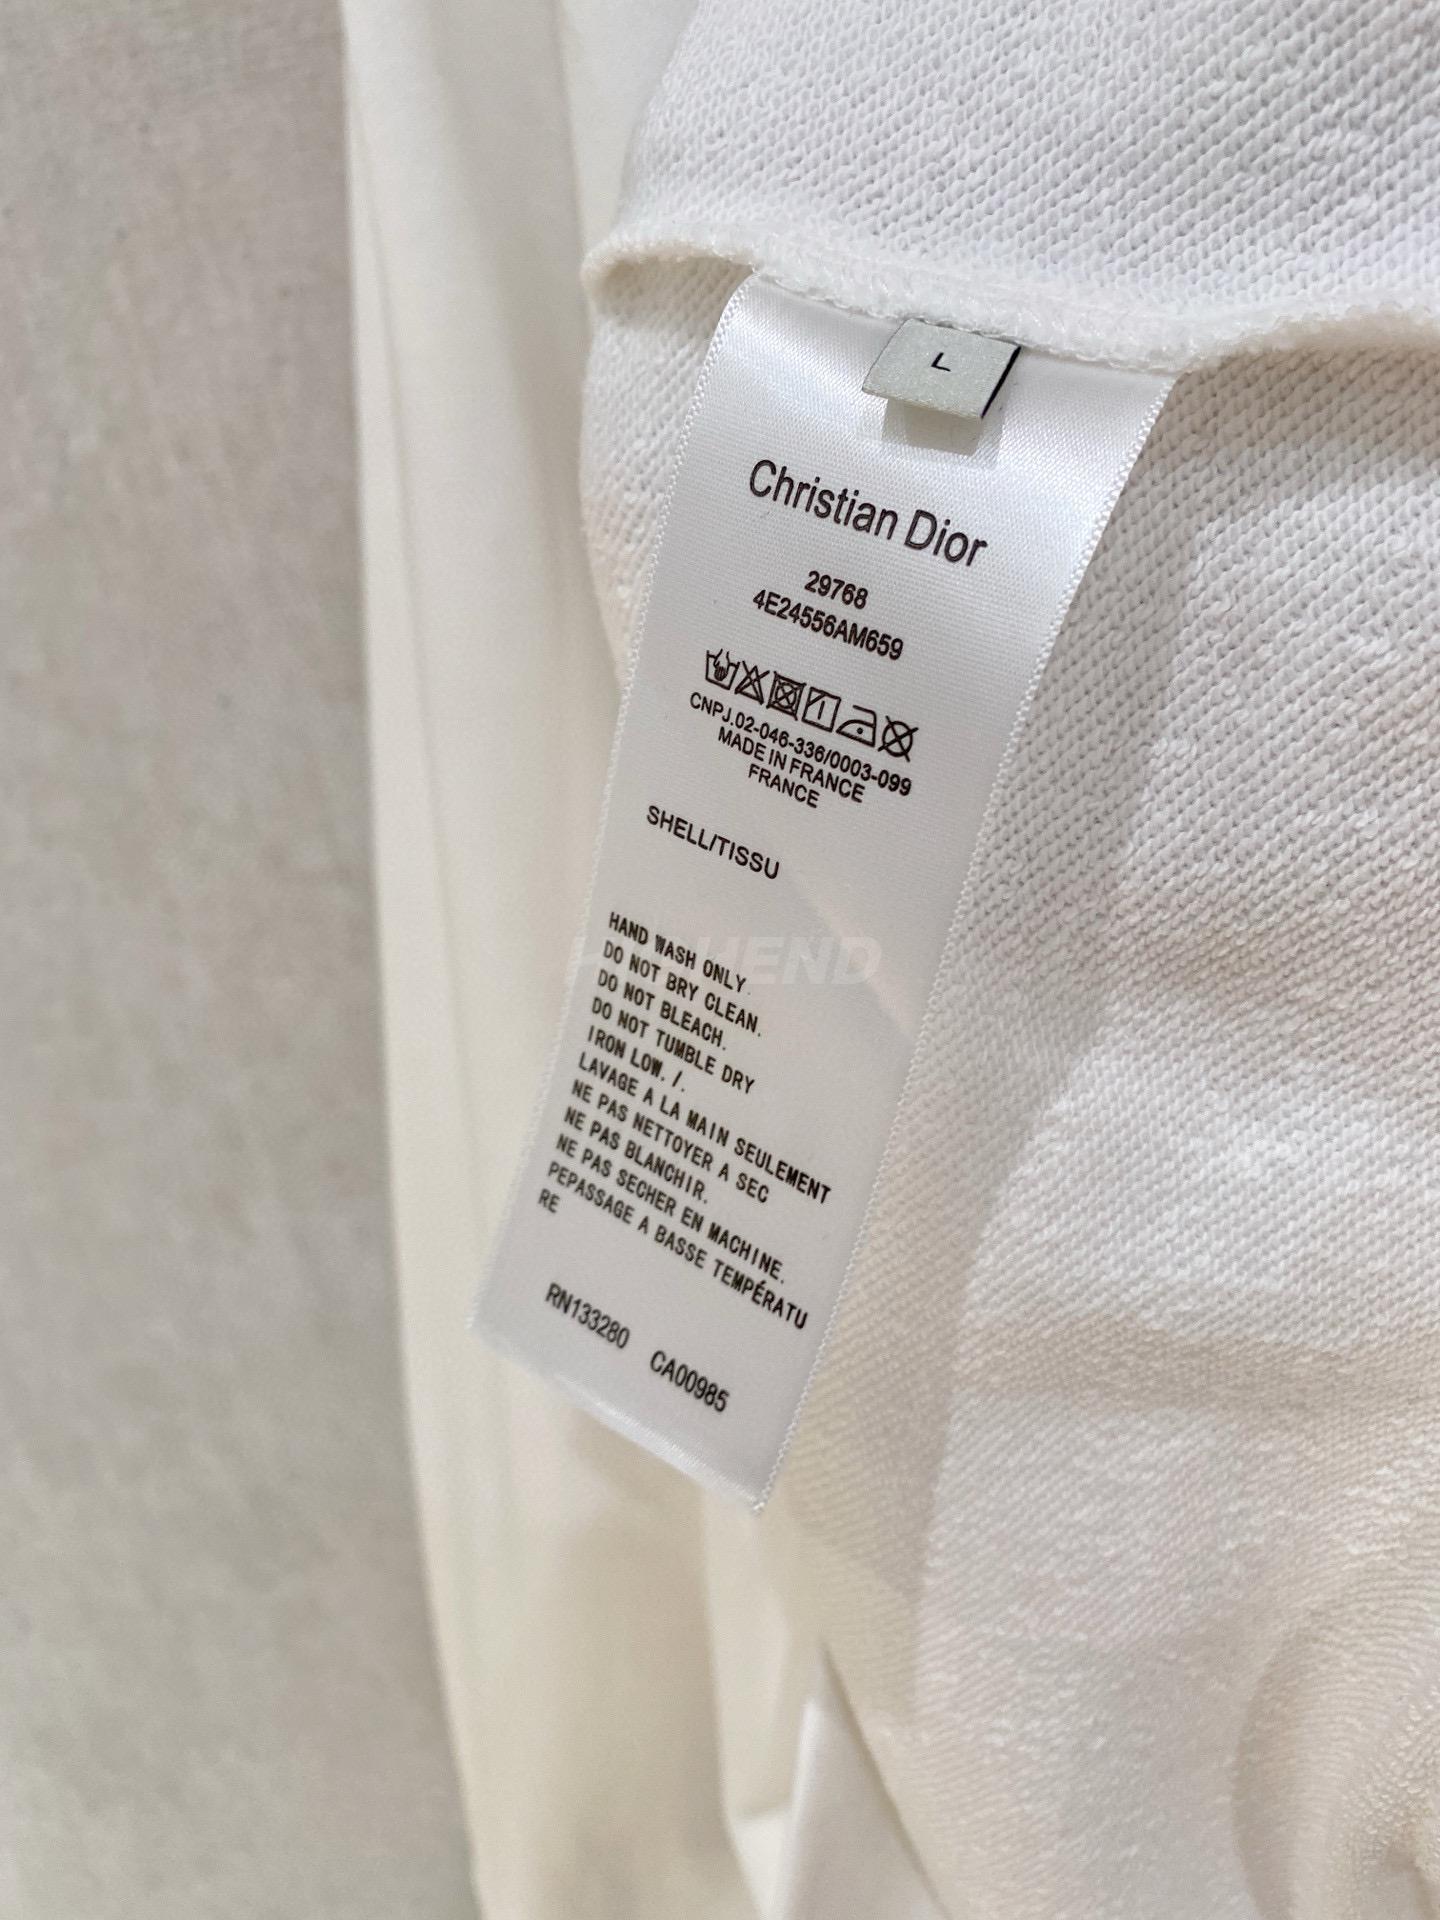 L
Christian Dior
29768
4E24556AM659
CNPJ.02-046-336/0003-099
MADE IN FRANCE
FRANCE
SHELL/TISSU
HAND WASH ONLY.
DO NOT BRY CLEAN.
DO NOT BLEACH.
DO NOT TUMBLE DRY
IRON LOW. /.
LAVAGE A LA MAIN SEULEMENT
NE PAS NETTOYER A SEC
NE PAS BLANCHIR.
NE PAS SECHER EN MACHINE.
PEPASSAGE A BASSE TEMPÉRATU
RE
RN133280 CA00985